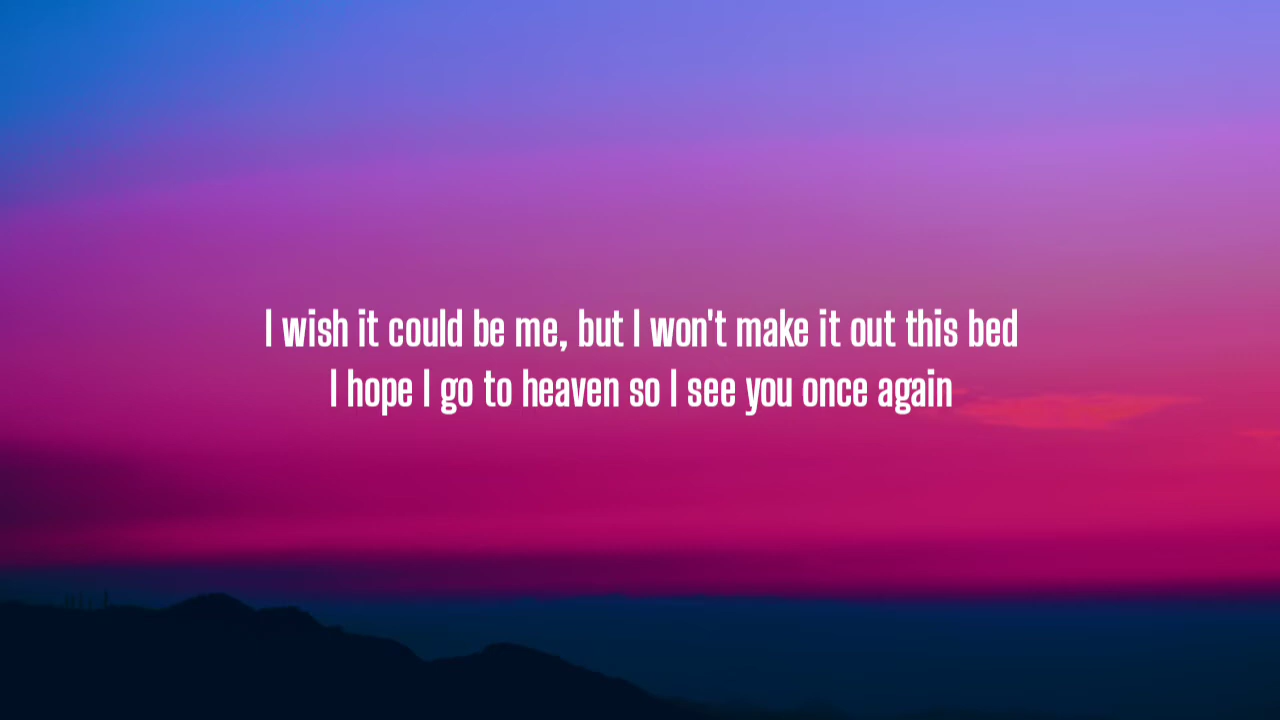 I wish it could be me, but I won't make it out this bed
I hope I go to heaven so I see you once again